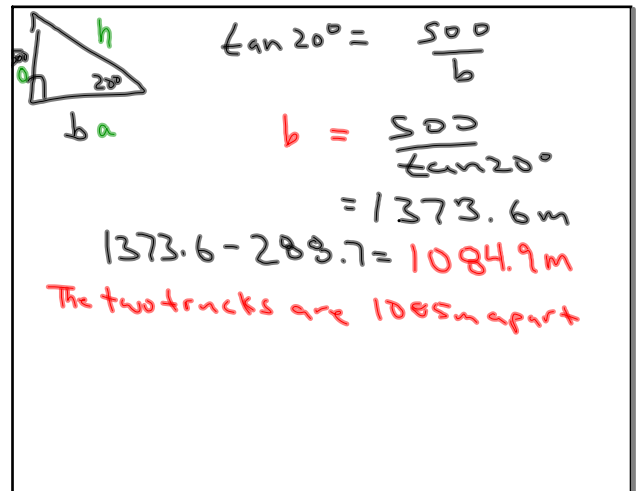 h
tan 20° = 500/b
a
20°
b a
b = 500/tan20°
= 1373.6m
1373.6 - 288.7 = 1084.9m
The two trucks are 1085m apart